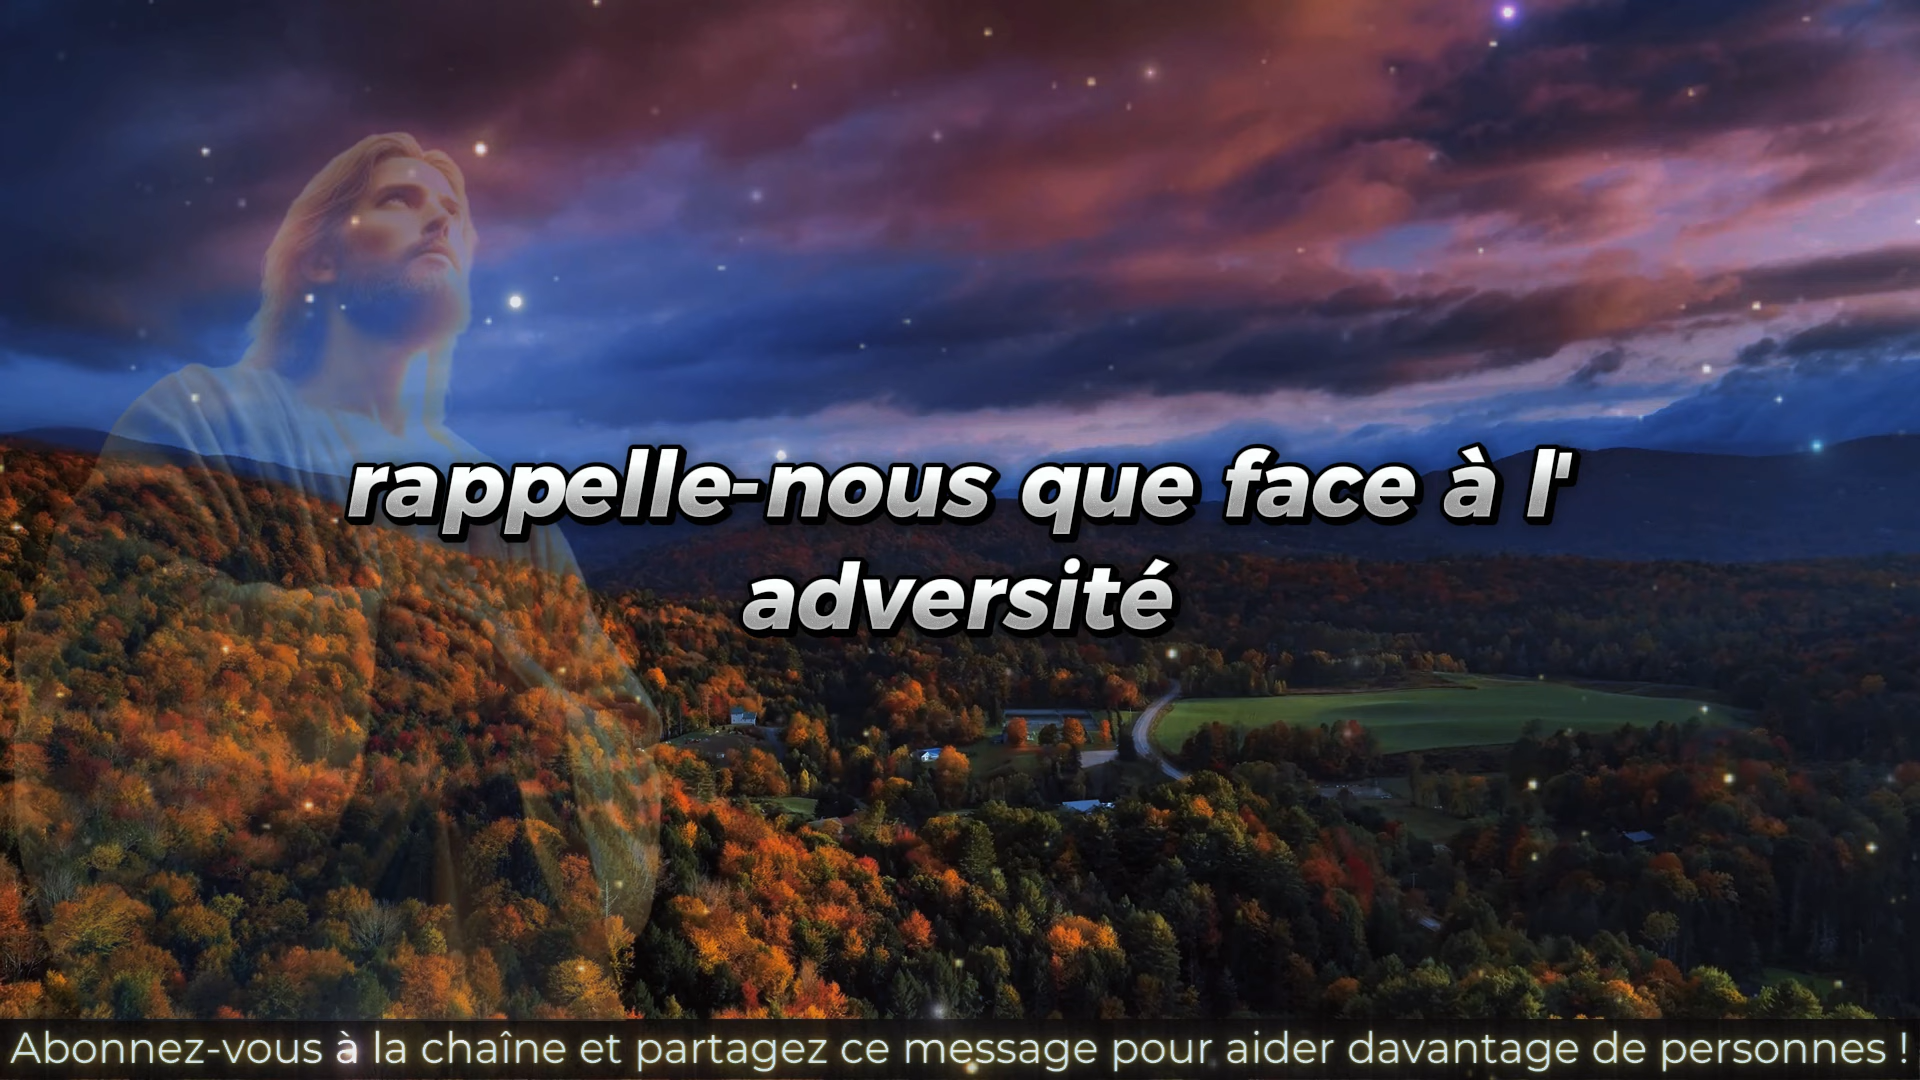 rappelle-nous que face à l'
adversité
Abonnez-vous à la chaîne et partagez ce message pour aider davantage de personnes !